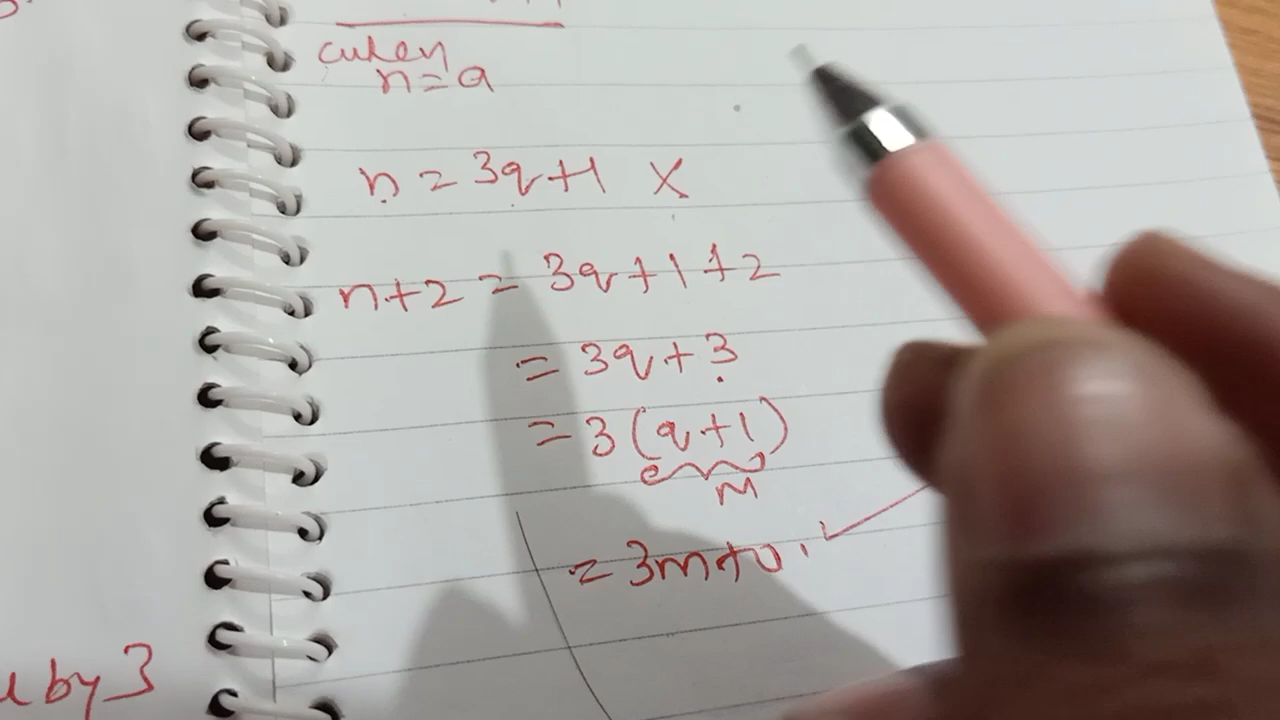 when
n = a
n = 3q+1 ×
n+2 = 3q+1+2
= 3q+3
= 3(q+1)
m
= 3m+0. ✓
by 3